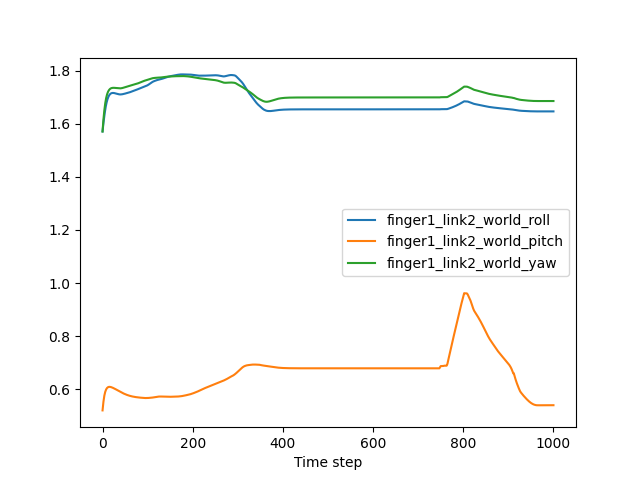 1.8
1.6
1.4
1.2
1.0
0.8
0.6
finger1_link2_world_roll
finger1_link2_world_pitch
finger1_link2_world_yaw
0 200 400 600 800 1000
Time step